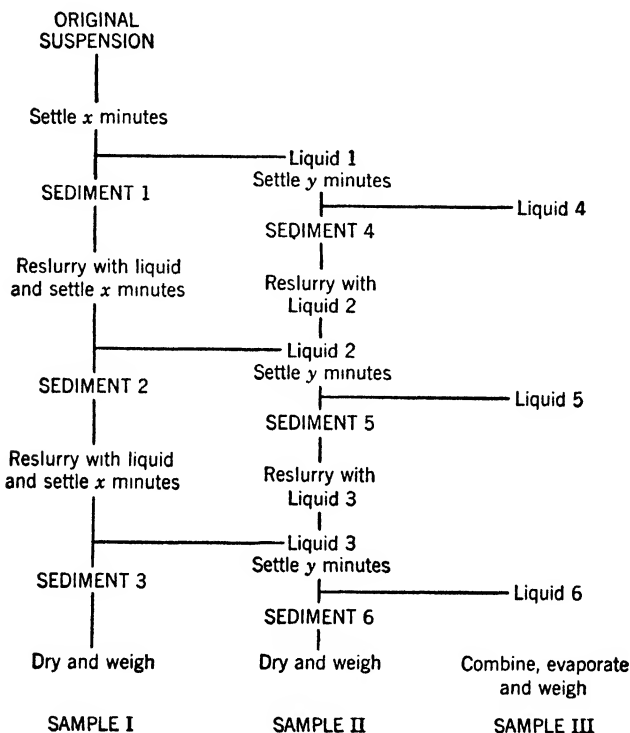 ORIGINAL
SUSPENSION
Settle x minutes
Liquid 1
Settle y minutes
SEDIMENT 1
Liquid 4
SEDIMENT 4
Reslurry with liquid
and settle x minutes
Reslurry with
Liquid 2
Liquid 2
Settle y minutes
SEDIMENT 2
Liquid 5
SEDIMENT 5
Reslurry with liquid
and settle x minutes
Reslurry with
Liquid 3
Liquid 3
Settle y minutes
SEDIMENT 3
Liquid 6
SEDIMENT 6
Dry and weigh
Dry and weigh
Combine, evaporate
and weigh
SAMPLE I
SAMPLE II
SAMPLE III